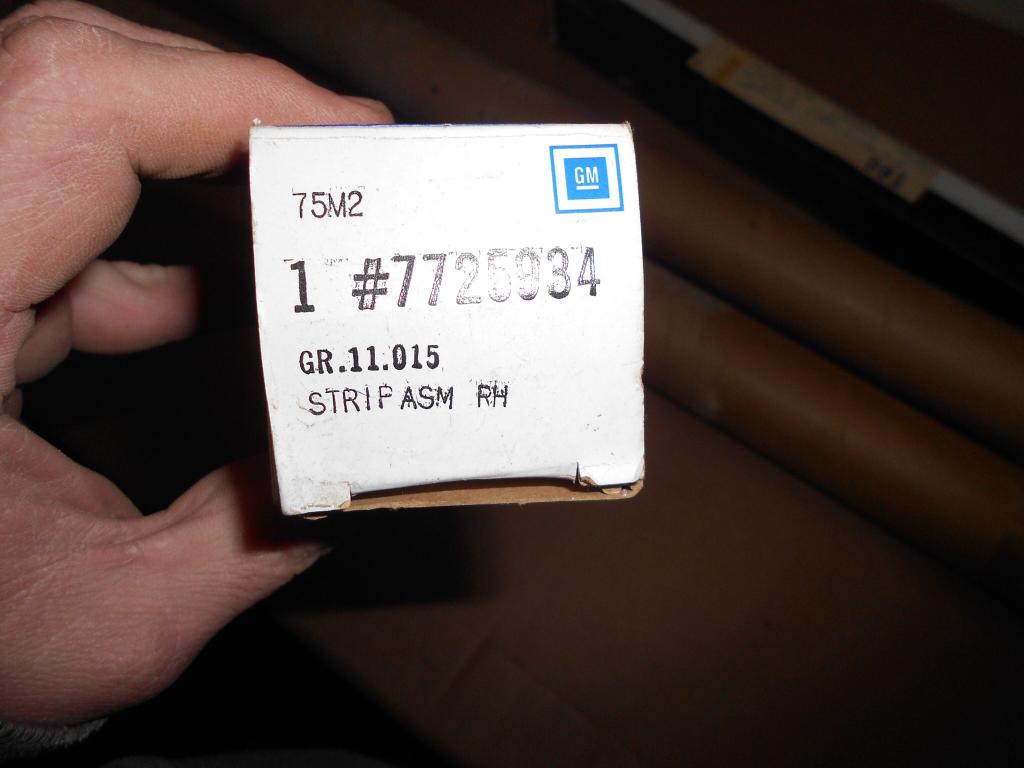 GM
75M2
1 #7725934
GR.11.015
STRIP ASM RH